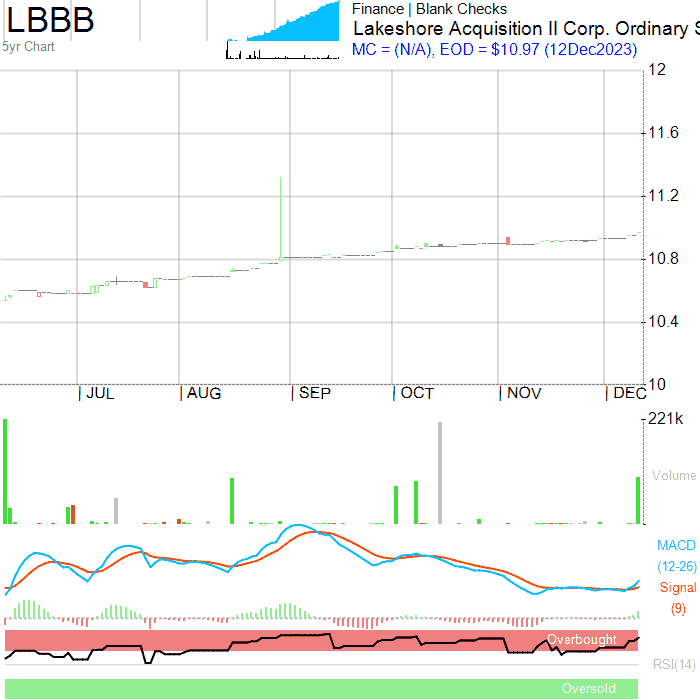 LBBB
5yr Chart
Finance | Blank Checks
Lakeshore Acquisition II Corp. Ordinary S
MC = (N/A), EOD = $10.97 (12Dec2023)
12
11.6
11.2
10.8
10.4
10
| JUL
| AUG
| SEP
| OCT
| NOV
| DEC
221k
Volume
MACD
(12-26)
Signal
(9)
Overbought
RSI(14)
Oversold